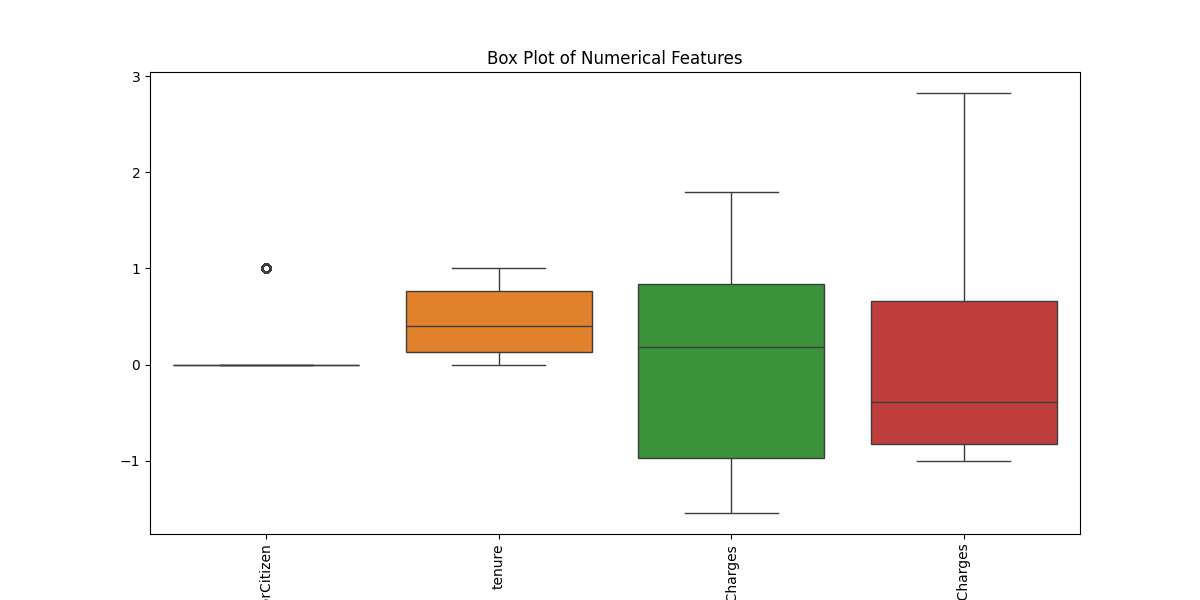 Box Plot of Numerical Features
3
2
1
0
−1
rCitizen
tenure
Charges
Charges